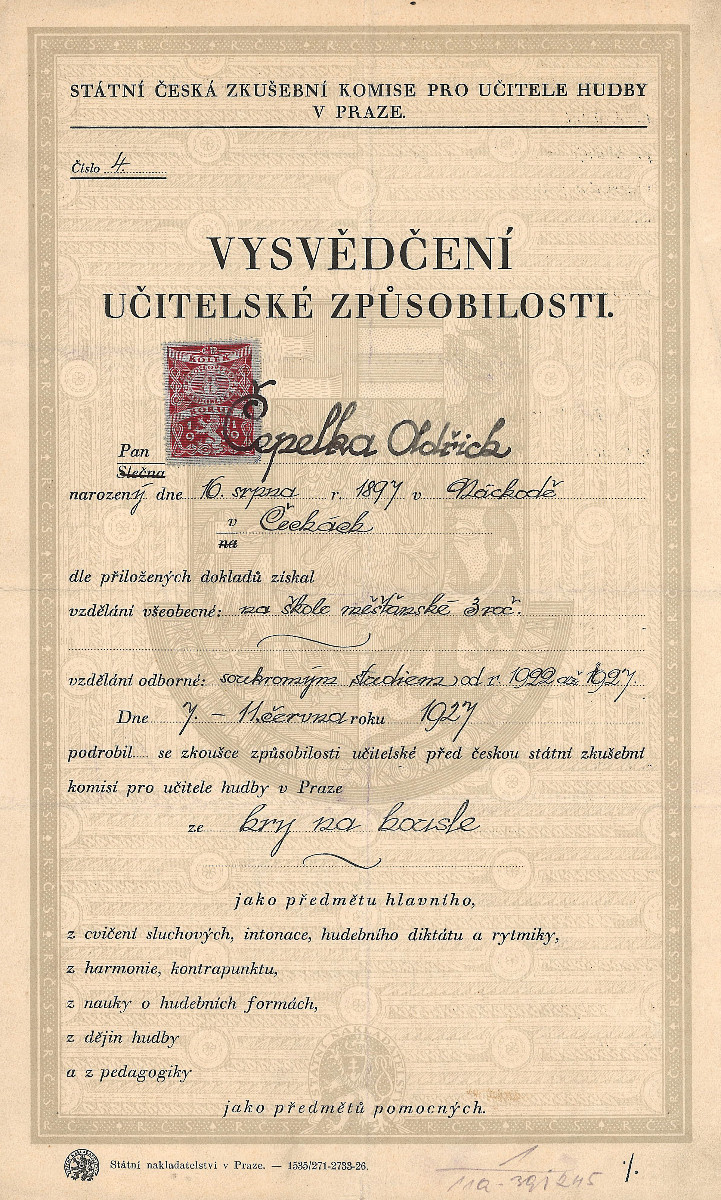 STÁTNÍ ČESKÁ ZKUŠEBNÍ KOMISE PRO UČITELE HUDBY
V PRAZE.
Číslo 4.
VYSVĚDČENÍ
UČITELSKÉ ZPŮSOBILOSTI.
KOLEK
Pan Čepelka Oldřich
Slečna
narozený dne 16. srpna r. 1897 v Náchodě
v Čechách
na
dle přiložených dokladů získal
vzdělání všeobecné: na škole měšťanské 3 roč.
vzdělání odborné: soukromým studiem od r. 1922 až 1927.
Dne 7. – 11. června roku 1927
podrobil se zkoušce způsobilosti učitelské před českou státní zkušební
komisí pro učitele hudby v Praze
ze hry na housle
jako předmětu hlavního,
z cvičení sluchových, intonace, hudebního diktátu a rytmiky,
z harmonie, kontrapunktu,
z nauky o hudebních formách,
z dějin hudby
a z pedagogiky
jako předmětů pomocných.
Státní nakladatelství v Praze. — 1535/271-2733-26.